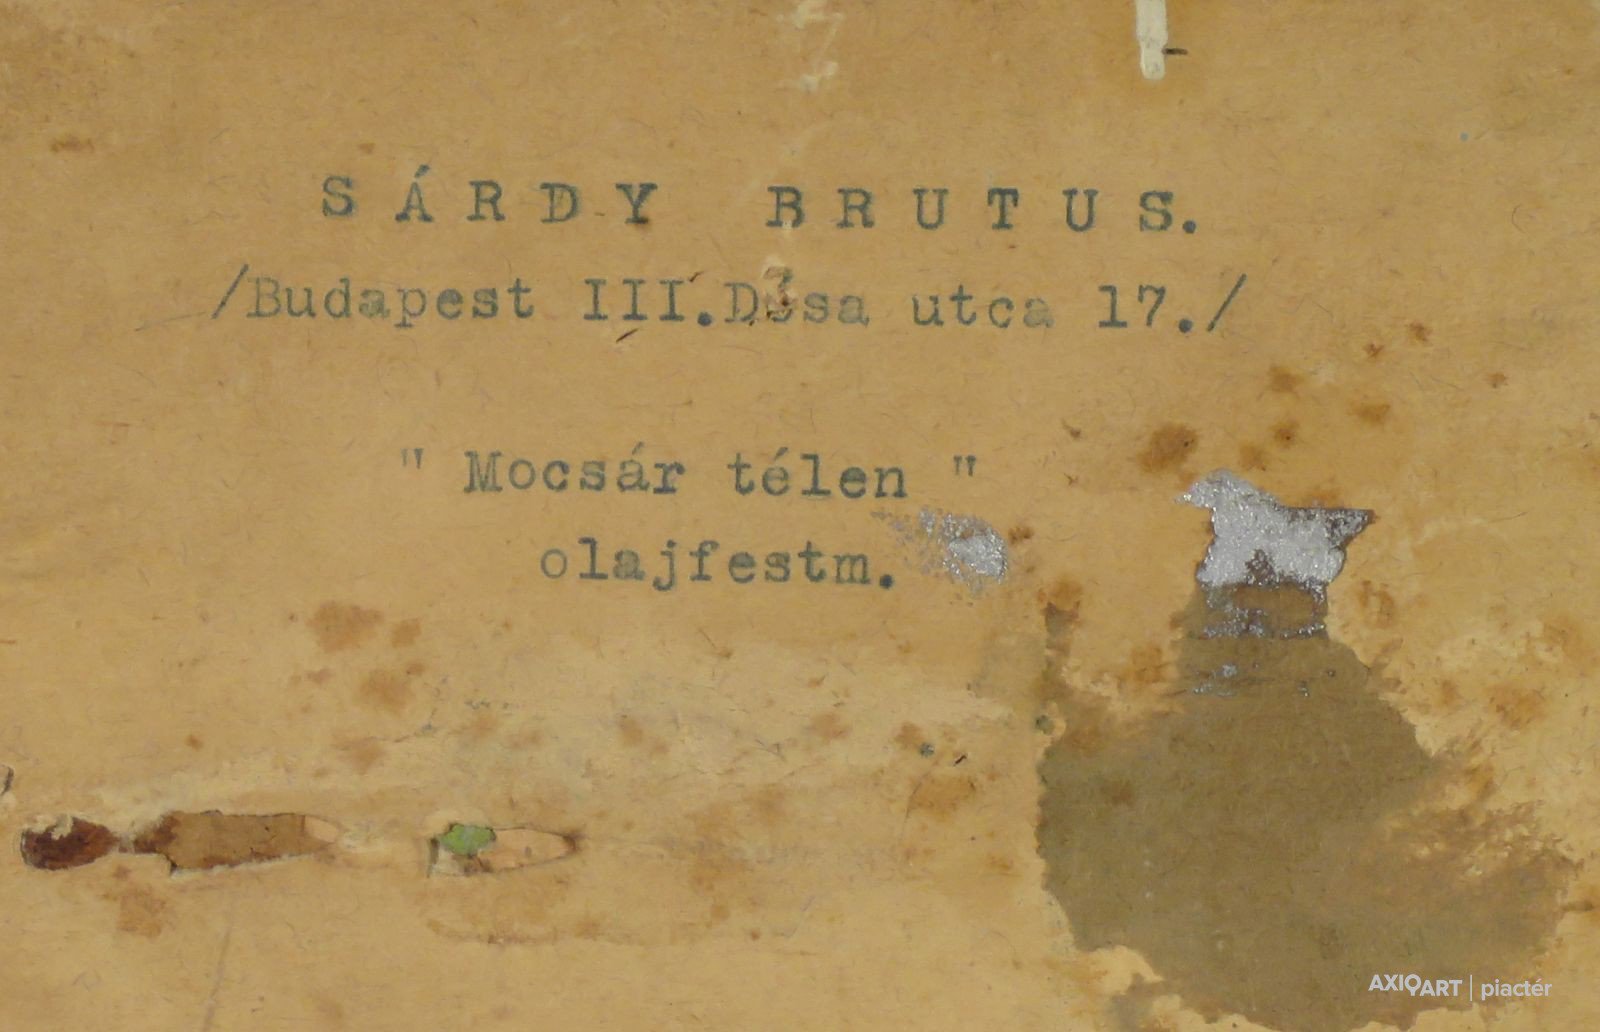 SÁRDY BRUTUS.
/Budapest III. Dósa utca 17./
" Mocsár télen "
olajfestm.
AXIOART | piactér